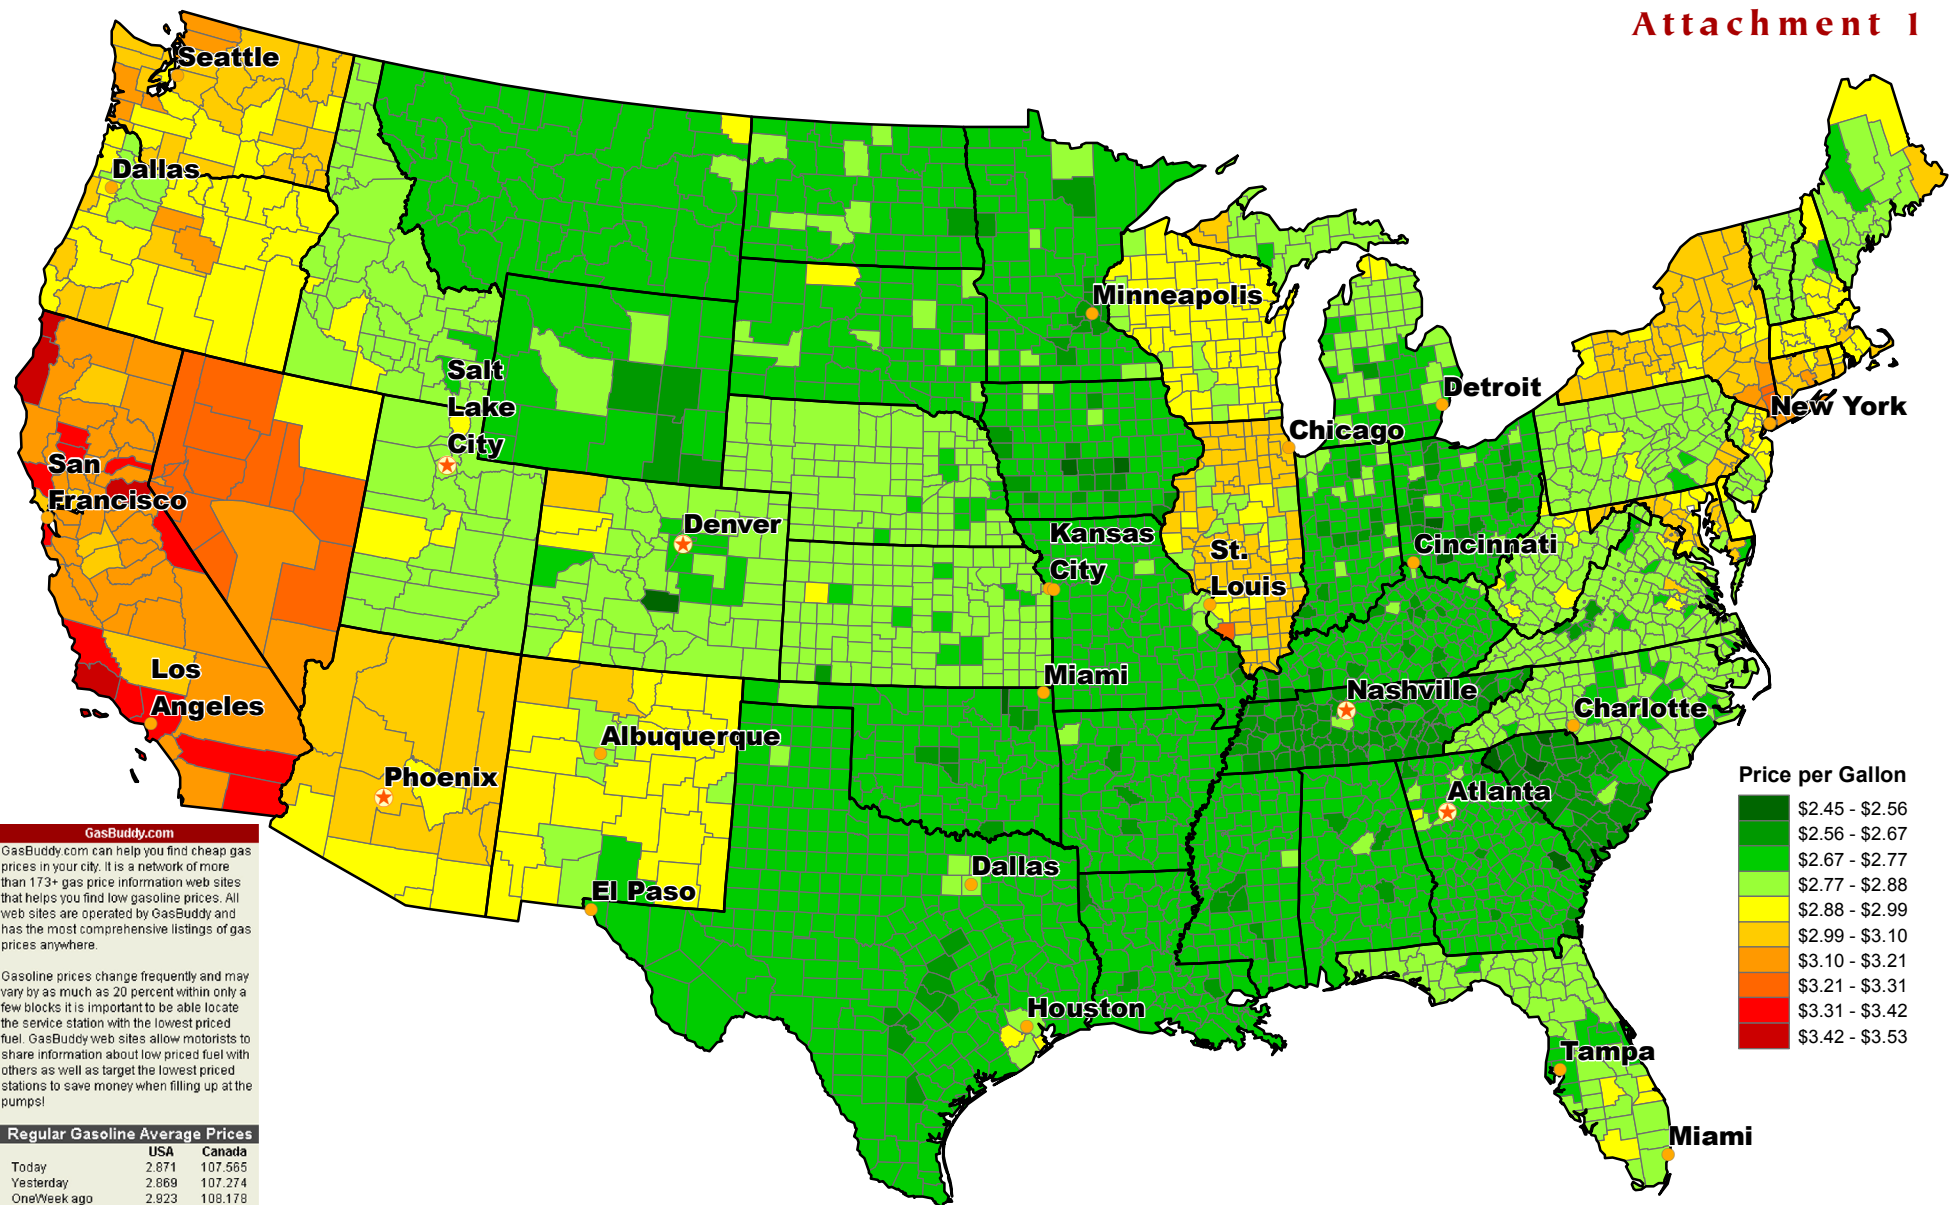 Attachment 1
Seattle
Dallas
Minneapolis
Salt
Lake
City
Detroit
New York
Chicago
San
Francisco
Denver
Kansas
City
St.
Louis
Cincinnati
Los
Angeles
Miami
Nashville
Charlotte
Albuquerque
Phoenix
Atlanta
Dallas
El Paso
Houston
Tampa
Miami
Price per Gallon
$2.45 - $2.56
$2.56 - $2.67
$2.67 - $2.77
$2.77 - $2.88
$2.88 - $2.99
$2.99 - $3.10
$3.10 - $3.21
$3.21 - $3.31
$3.31 - $3.42
$3.42 - $3.53
GasBuddy.com
GasBuddy.com can help you find cheap gas
prices in your city. It is a network of more
than 173+ gas price information web sites
that helps you find low gasoline prices. All
web sites are operated by GasBuddy and
has the most comprehensive listings of gas
prices anywhere.
Gasoline prices change frequently and may
vary by as much as 20 percent within only a
few blocks it is important to be able locate
the service station with the lowest priced
fuel. GasBuddy web sites allow motorists to
share information about low priced fuel with
others as well as target the lowest priced
stations to save money when filling up at the
pumps!
Regular Gasoline Average Prices
USA Canada
Today 2.871 107.565
Yesterday 2.869 107.274
OneWeek ago 2.923 108.178